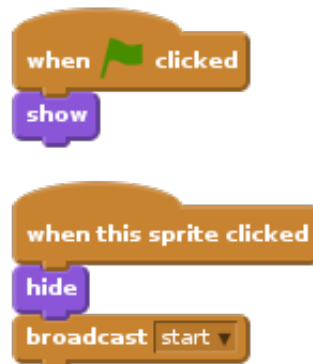 when clicked
show
when this sprite clicked
hide
broadcast start